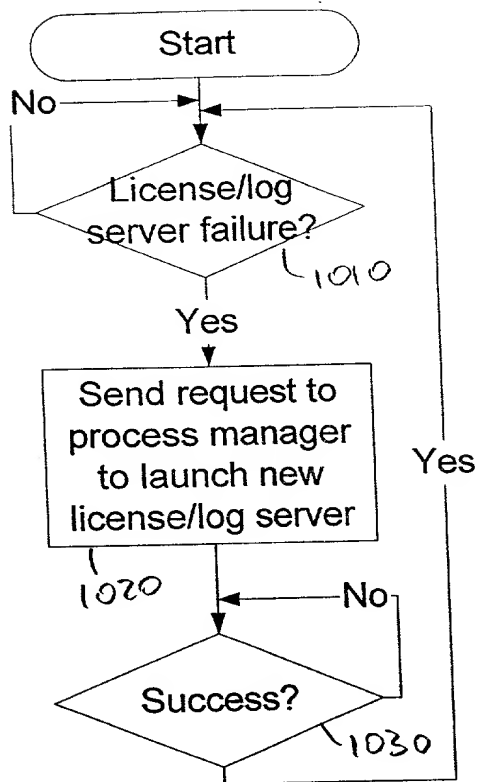 Start
No
License/log
server failure?
1010
Yes
Send request to
process manager
to launch new
license/log server
Yes
1020
No
Success?
1030